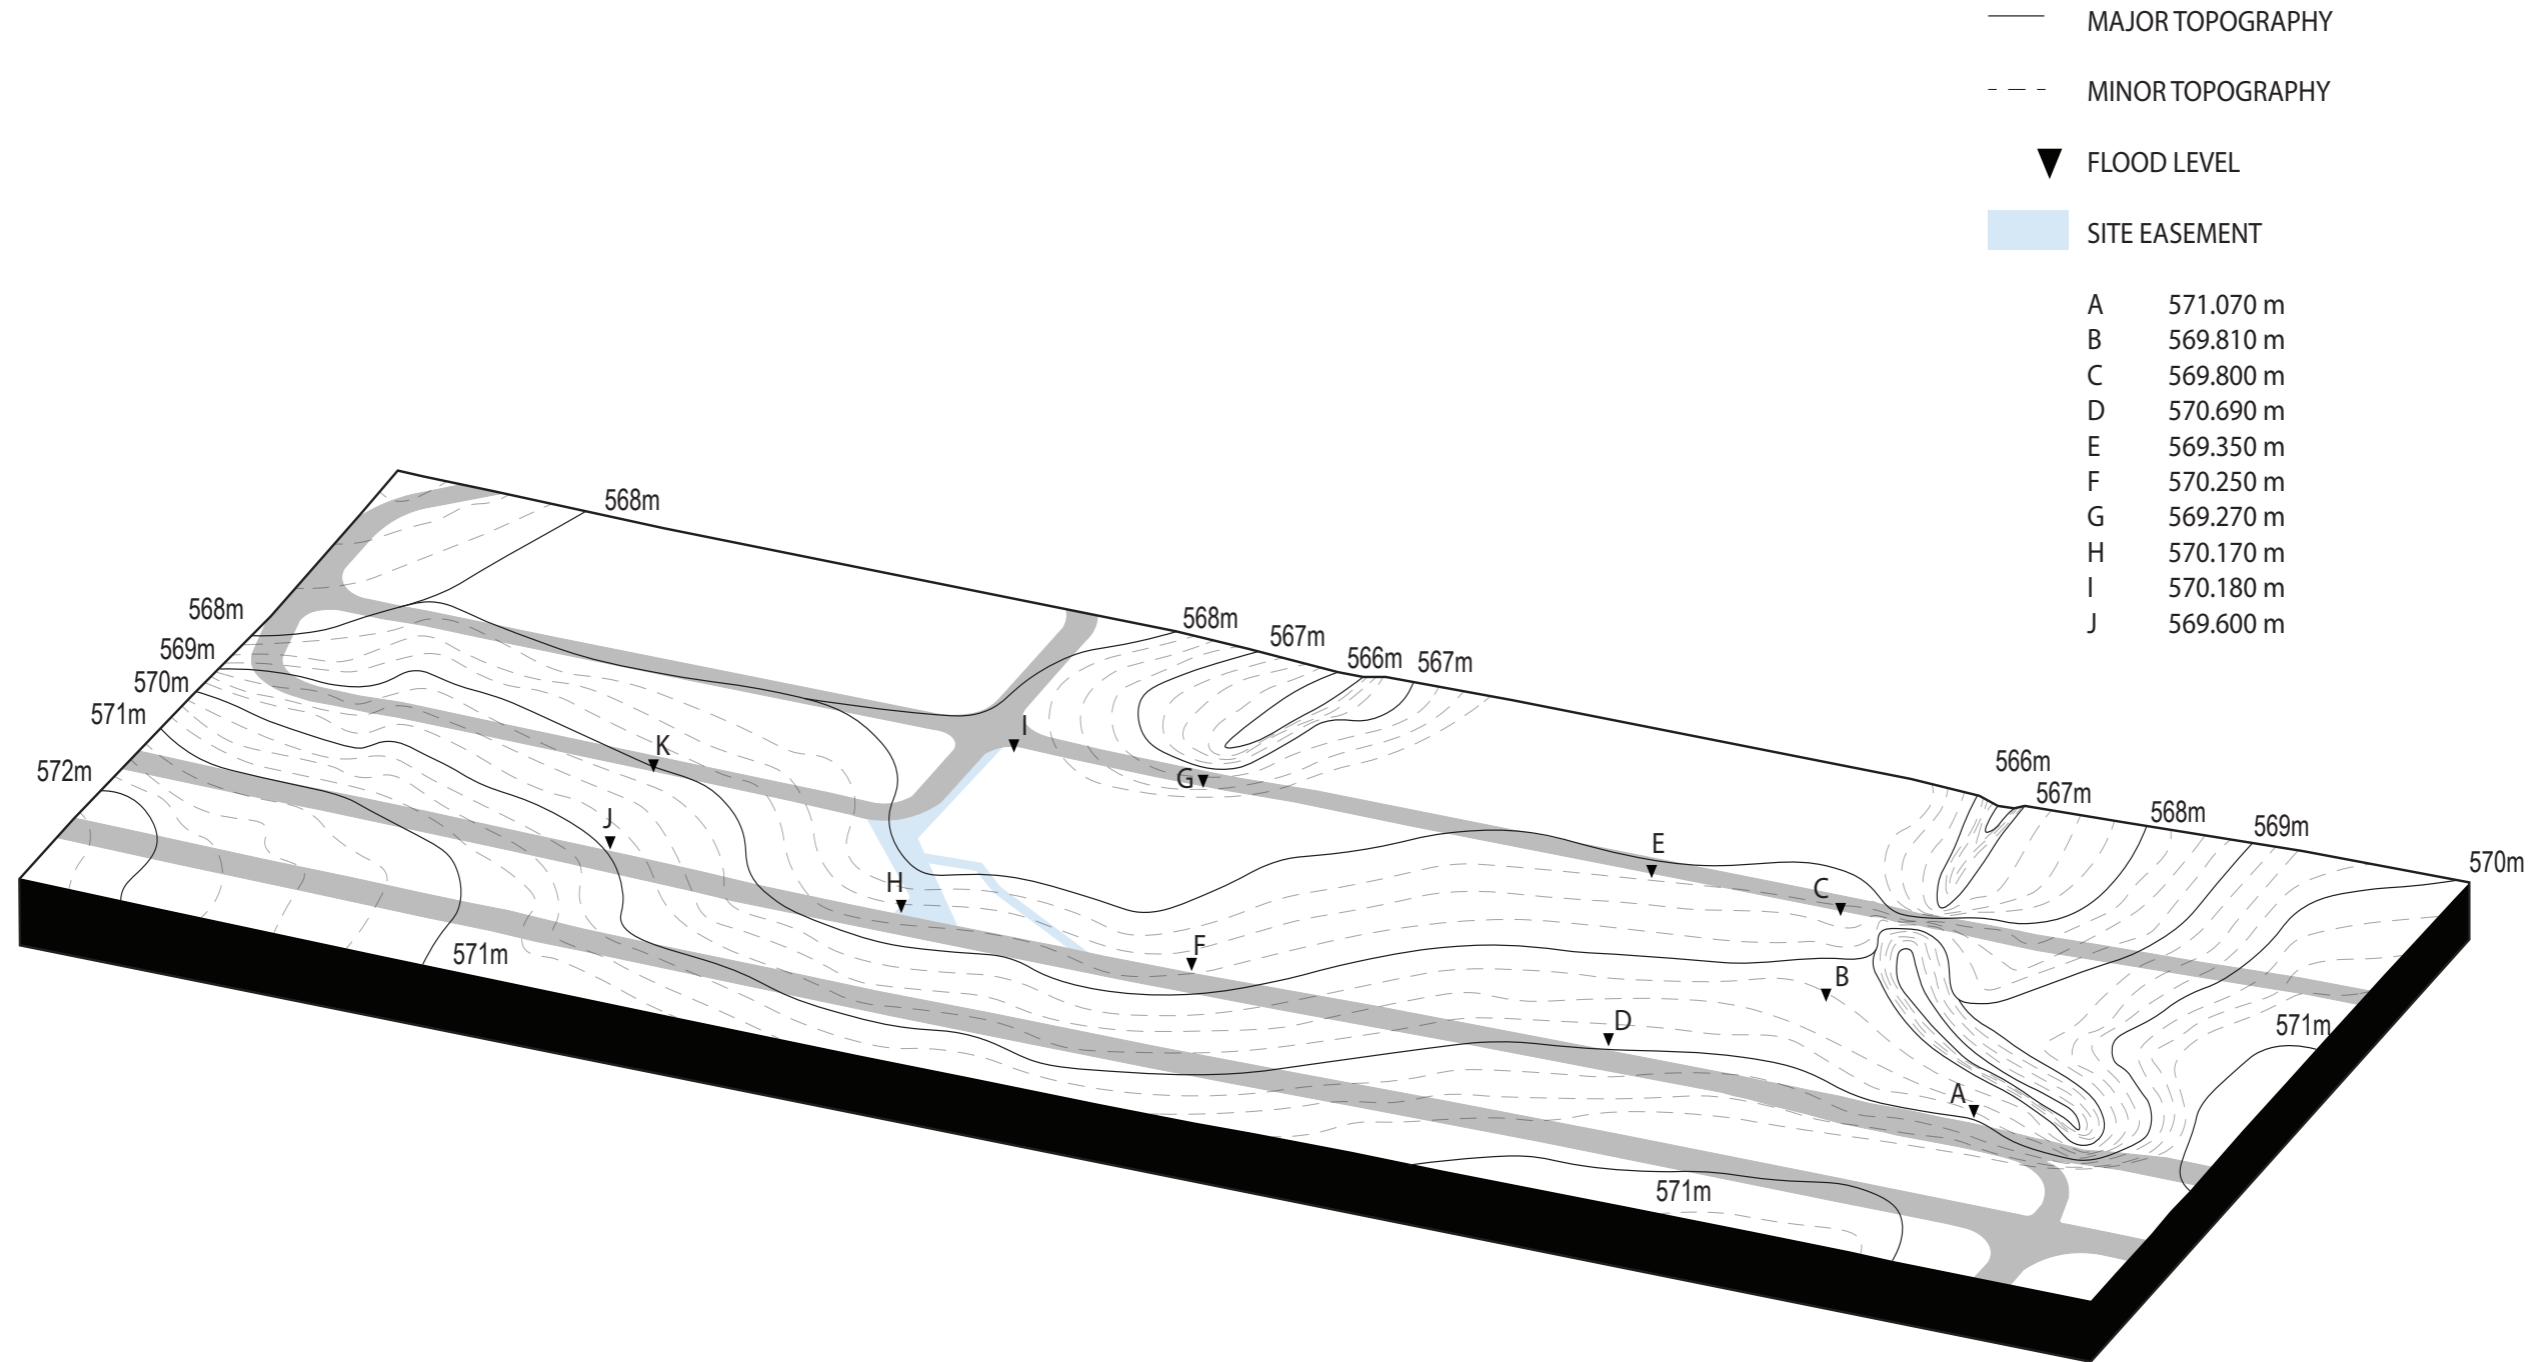 MAJOR TOPOGRAPHY
MINOR TOPOGRAPHY
FLOOD LEVEL
SITE EASEMENT
A 571.070 m
B 569.810 m
C 569.800 m
D 570.690 m
E 569.350 m
F 570.250 m
G 569.270 m
H 570.170 m
I 570.180 m
J 569.600 m
568m
568m
569m
570m
571m
572m
568m
567m
566m
567m
566m
567m
568m
569m
570m
571m
571m
571m
K
J
I
G
H
F
E
C
B
D
A